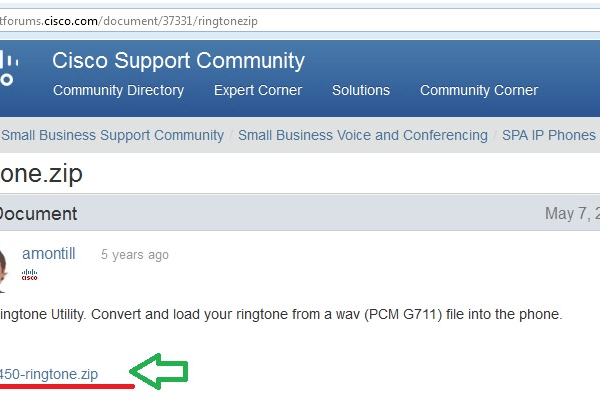 tforums.cisco.com/document/37331/ringtonezip
Cisco Support Community
Community Directory Expert Corner Solutions Community Corner
Small Business Support Community / Small Business Voice and Conferencing / SPA IP Phones
one.zip
Document May 7, 2
amontill 5 years ago
cisco
ingtone Utility. Convert and load your ringtone from a wav (PCM G711) file into the phone.
450-ringtone.zip